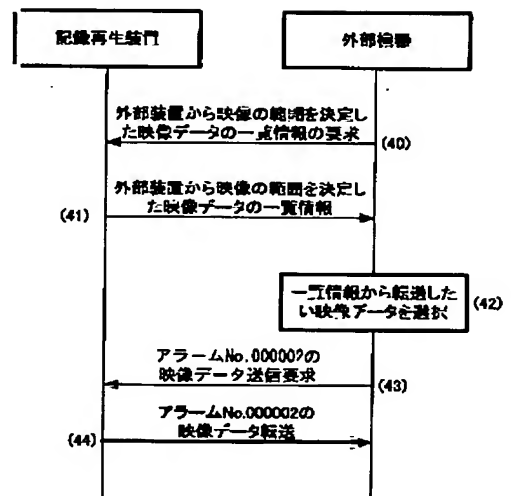 記録再生装置
外部機器
外部装置から映像の範囲を決定し
た映像データの一覧情報の要求
(40)
外部装置から映像の範囲を決定し
た映像データの一覧情報
(41)
一覧情報から転送した
い映像データを選択
(42)
アラームNo.000002の
映像データ送信要求
(43)
アラームNo.000002の
映像データ転送
(44)